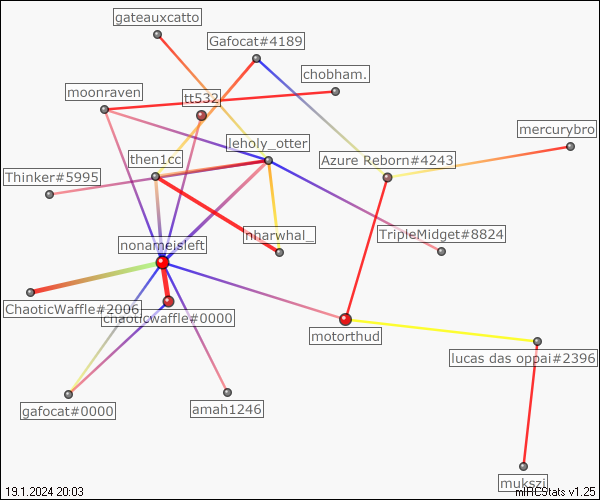 gateauxcatto
Gafocat#4189
chobham.
moonraven
tt532
mercurybro
leholy_otter
then1cc
Azure Reborn#4243
Thinker#5995
nharwhal_
TripleMidget#8824
nonameisleft
ChaoticWaffle#2006
chaoticwaffle#0000
motorthud
lucas das oppai#2396
gafocat#0000
amah1246
mukszi
19.1.2024 20:03
mIRCStats v1.25